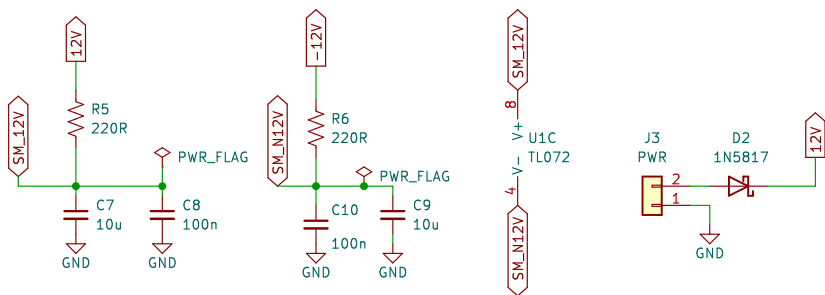 12V
R5
220R
SM_12V
PWR_FLAG
C7
10u
C8
100n
GND
GND
-12V
R6
220R
SM_N12V
PWR_FLAG
C10
100n
C9
10u
GND
GND
SM_12V
8
V+
U1C
TL072
V-
4
SM_N12V
J3
PWR
2
1
D2
1N5817
12V
GND